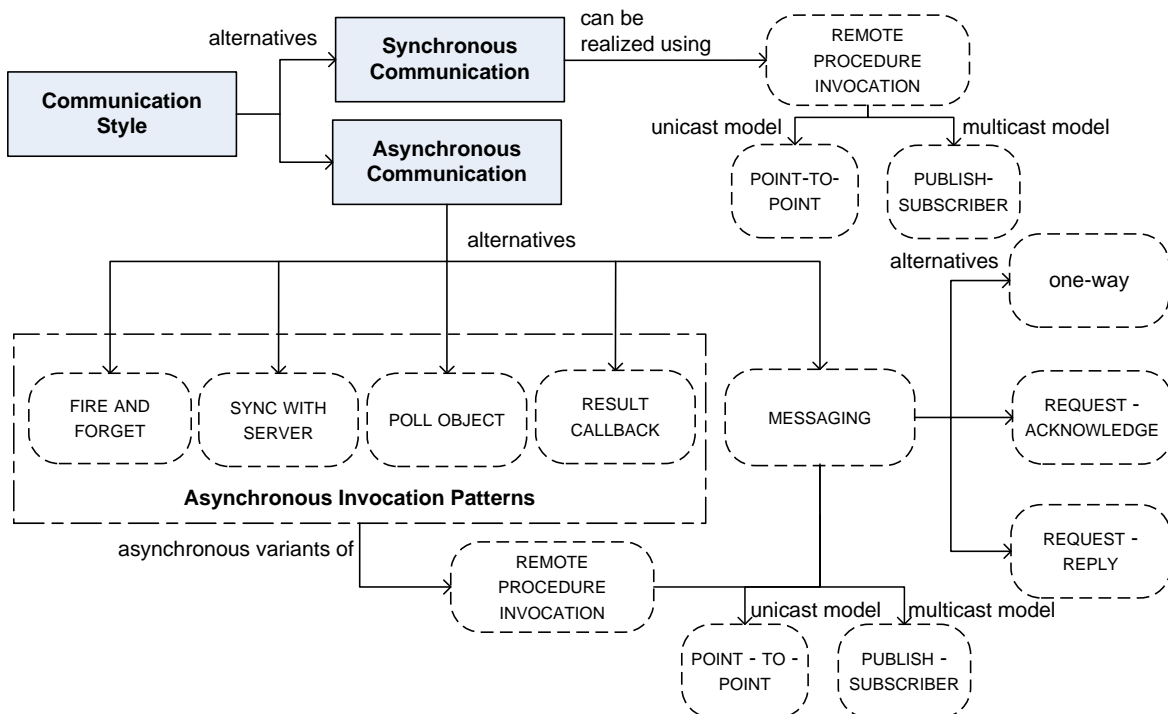 alternatives
Communication
Style
Synchronous
Communication
can be
realized using
REMOTE
PROCEDURE
INVOCATION
Asynchronous
Communication
unicast model
multicast model
POINT-TO-
POINT
PUBLISH-
SUBSCRIBER
alternatives
alternatives
one-way
FIRE AND
FORGET
SYNC WITH
SERVER
POLL OBJECT
RESULT
CALLBACK
MESSAGING
REQUEST -
ACKNOWLEDGE
Asynchronous Invocation Patterns
REQUEST -
REPLY
asynchronous variants of
REMOTE
PROCEDURE
INVOCATION
unicast model
multicast model
POINT - TO -
POINT
PUBLISH -
SUBSCRIBER